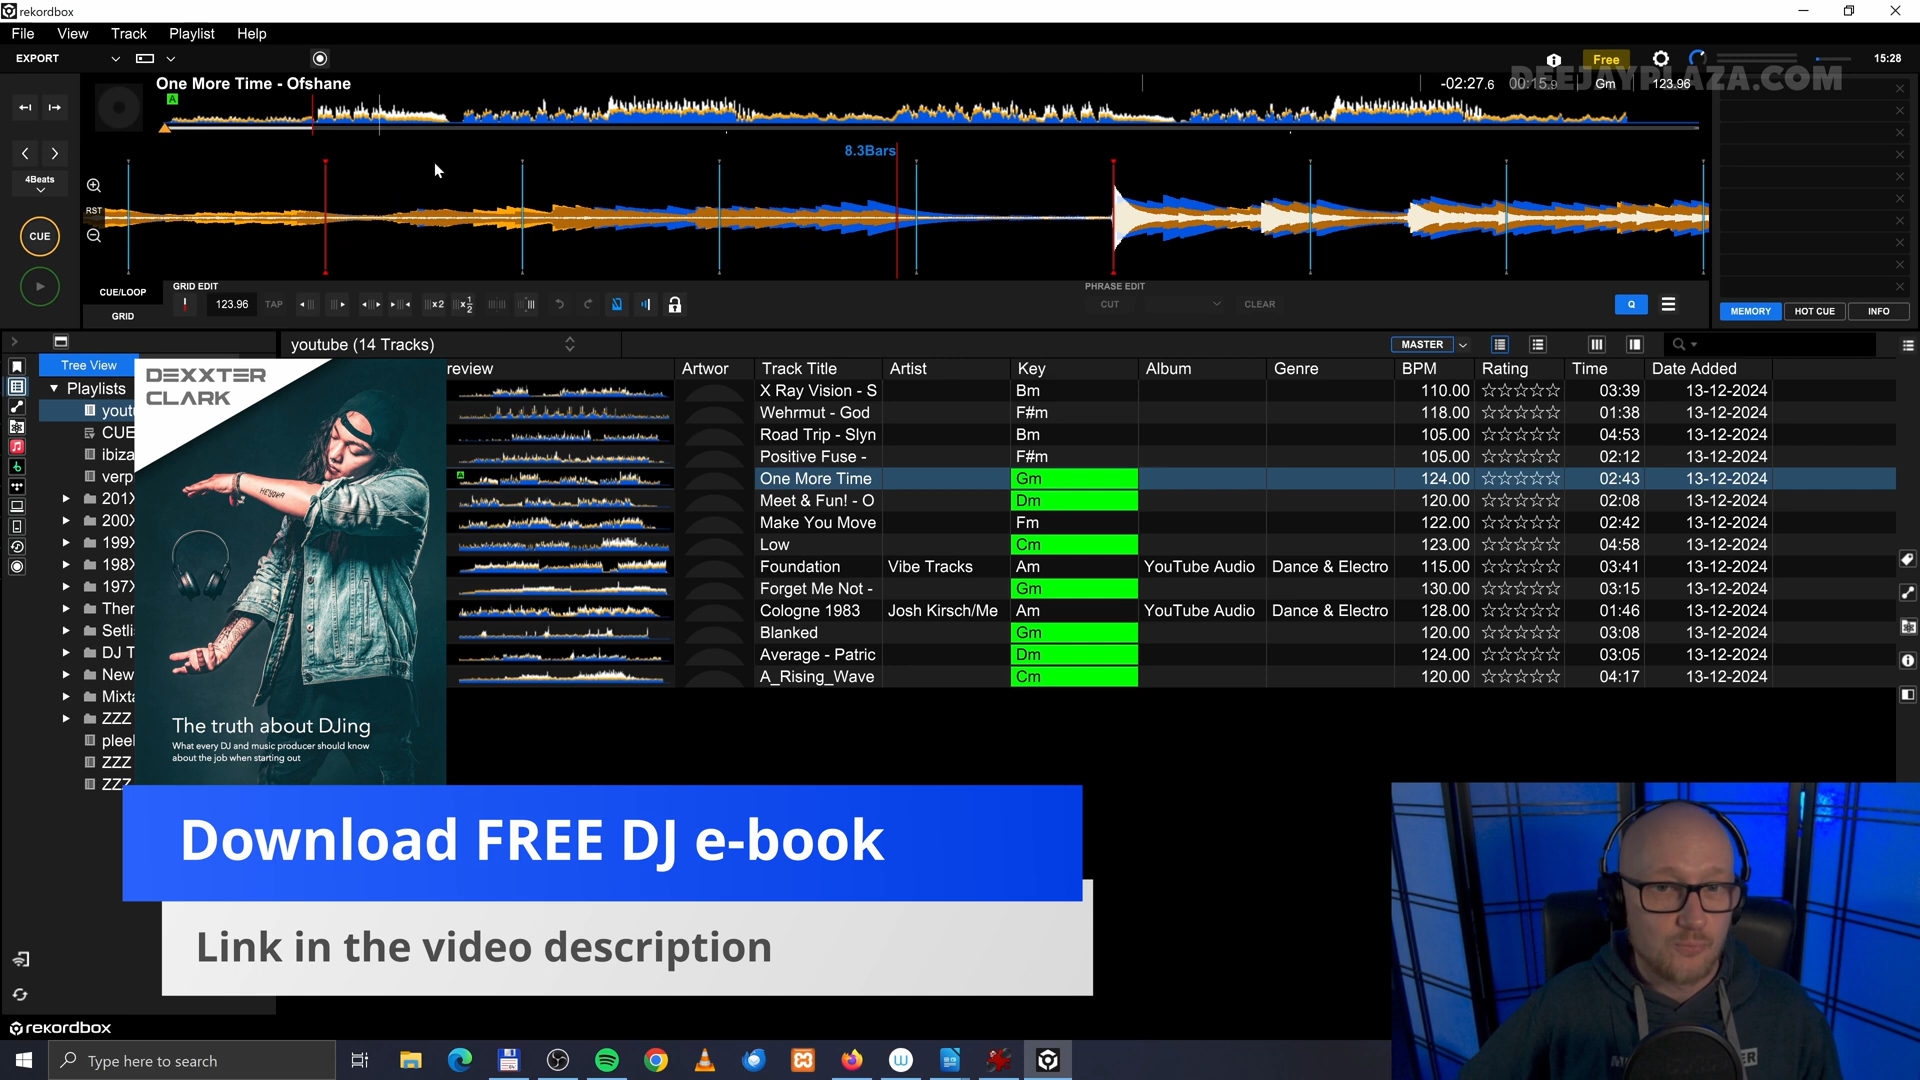 rekordbox
File View Track Playlist Help
EXPORT
Free
15:28
DEEJAYPLAZA.COM
One More Time - Ofshane
A
-02:27.6 00:15.9 Gm 123.96
8.3Bars
4Beats
RST
CUE
CUE/LOOP
GRID EDIT
123.96 TAP
x2 x1/2
GRID
PHRASE EDIT
CUT CLEAR
Q
MEMORY HOT CUE INFO
youtube (14 Tracks)
MASTER
Tree View
Playlists
CUE
ibiza
verp
Setli
DJ T
New
Mixta
ZZZ
ZZZ
ZZZ
review Artwor Track Title Artist Key Album Genre BPM Rating Time Date Added
X Ray Vision - S Bm 110.00 03:39 13-12-2024
Wehrmut - God F#m 118.00 01:38 13-12-2024
Road Trip - Slyn Bm 105.00 04:53 13-12-2024
Positive Fuse - F#m 105.00 02:12 13-12-2024
One More Time Gm 124.00 02:43 13-12-2024
Meet & Fun! - O Dm 120.00 02:08 13-12-2024
Make You Move Fm 122.00 02:42 13-12-2024
Low Cm 123.00 04:58 13-12-2024
Foundation Vibe Tracks Am YouTube Audio Dance & Electro 115.00 03:41 13-12-2024
Forget Me Not - Gm 130.00 03:15 13-12-2024
Cologne 1983 Josh Kirsch/Me Am YouTube Audio Dance & Electro 128.00 01:46 13-12-2024
Blanked Gm 120.00 03:08 13-12-2024
Average - Patric Dm 124.00 03:05 13-12-2024
A_Rising_Wave Cm 120.00 04:17 13-12-2024
DEXXTER
CLARK
The truth about DJing
What every DJ and music producer should know
about the job when starting out
Download FREE DJ e-book
Link in the video description
rekordbox
Type here to search